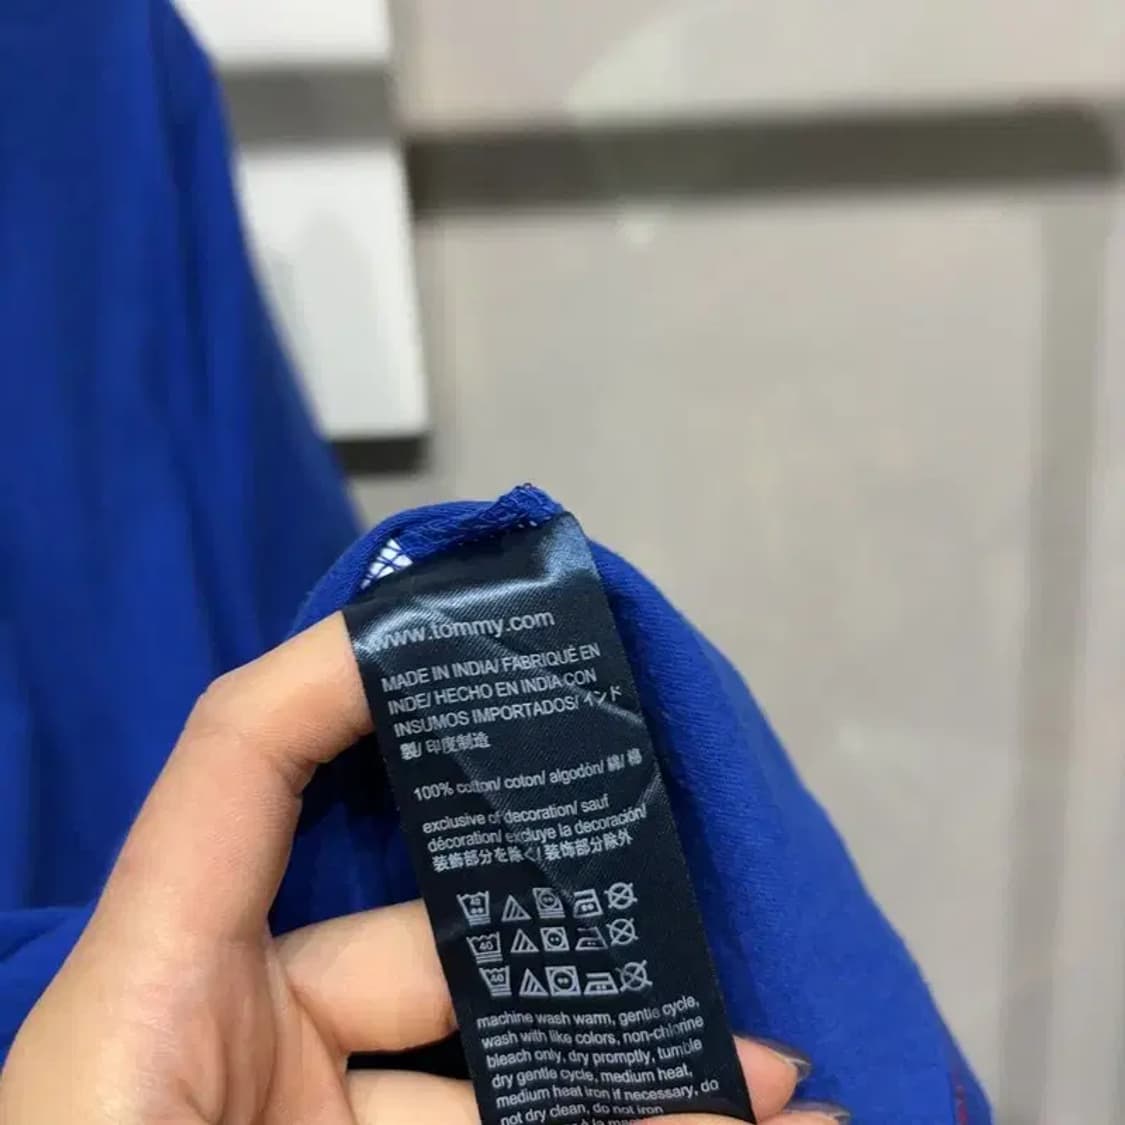 www.tommy.com
MADE IN INDIA/ FABRIQUÉ EN
INDE/ HECHO EN INDIA CON
INSUMOS IMPORTADOS/ インド
製/ 印度制造
100% cotton/ coton/ algodón/ 綿/ 棉
exclusive of decoration/ sauf
décoration/ excluye la decoración/
装飾部分を除く/ 装饰部分除外
40
40
40
machine wash warm, gentle cycle,
wash with like colors, non-chlorine
bleach only, dry promptly, tumble
dry gentle cycle, medium heat,
medium heat iron if necessary, do
not dry clean, do not iron
à la